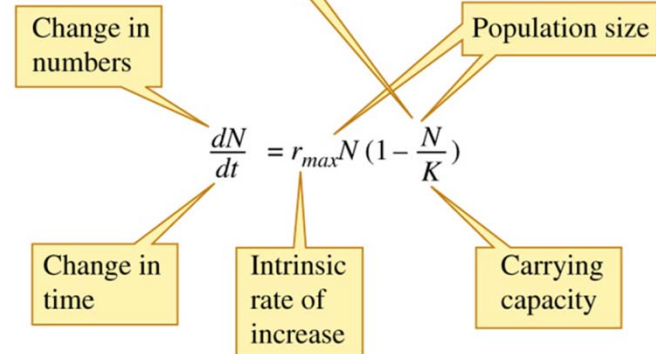 Change in
numbers
Population size
dN
dt
= r_max N (1 – N/K)
Change in
time
Intrinsic
rate of
increase
Carrying
capacity